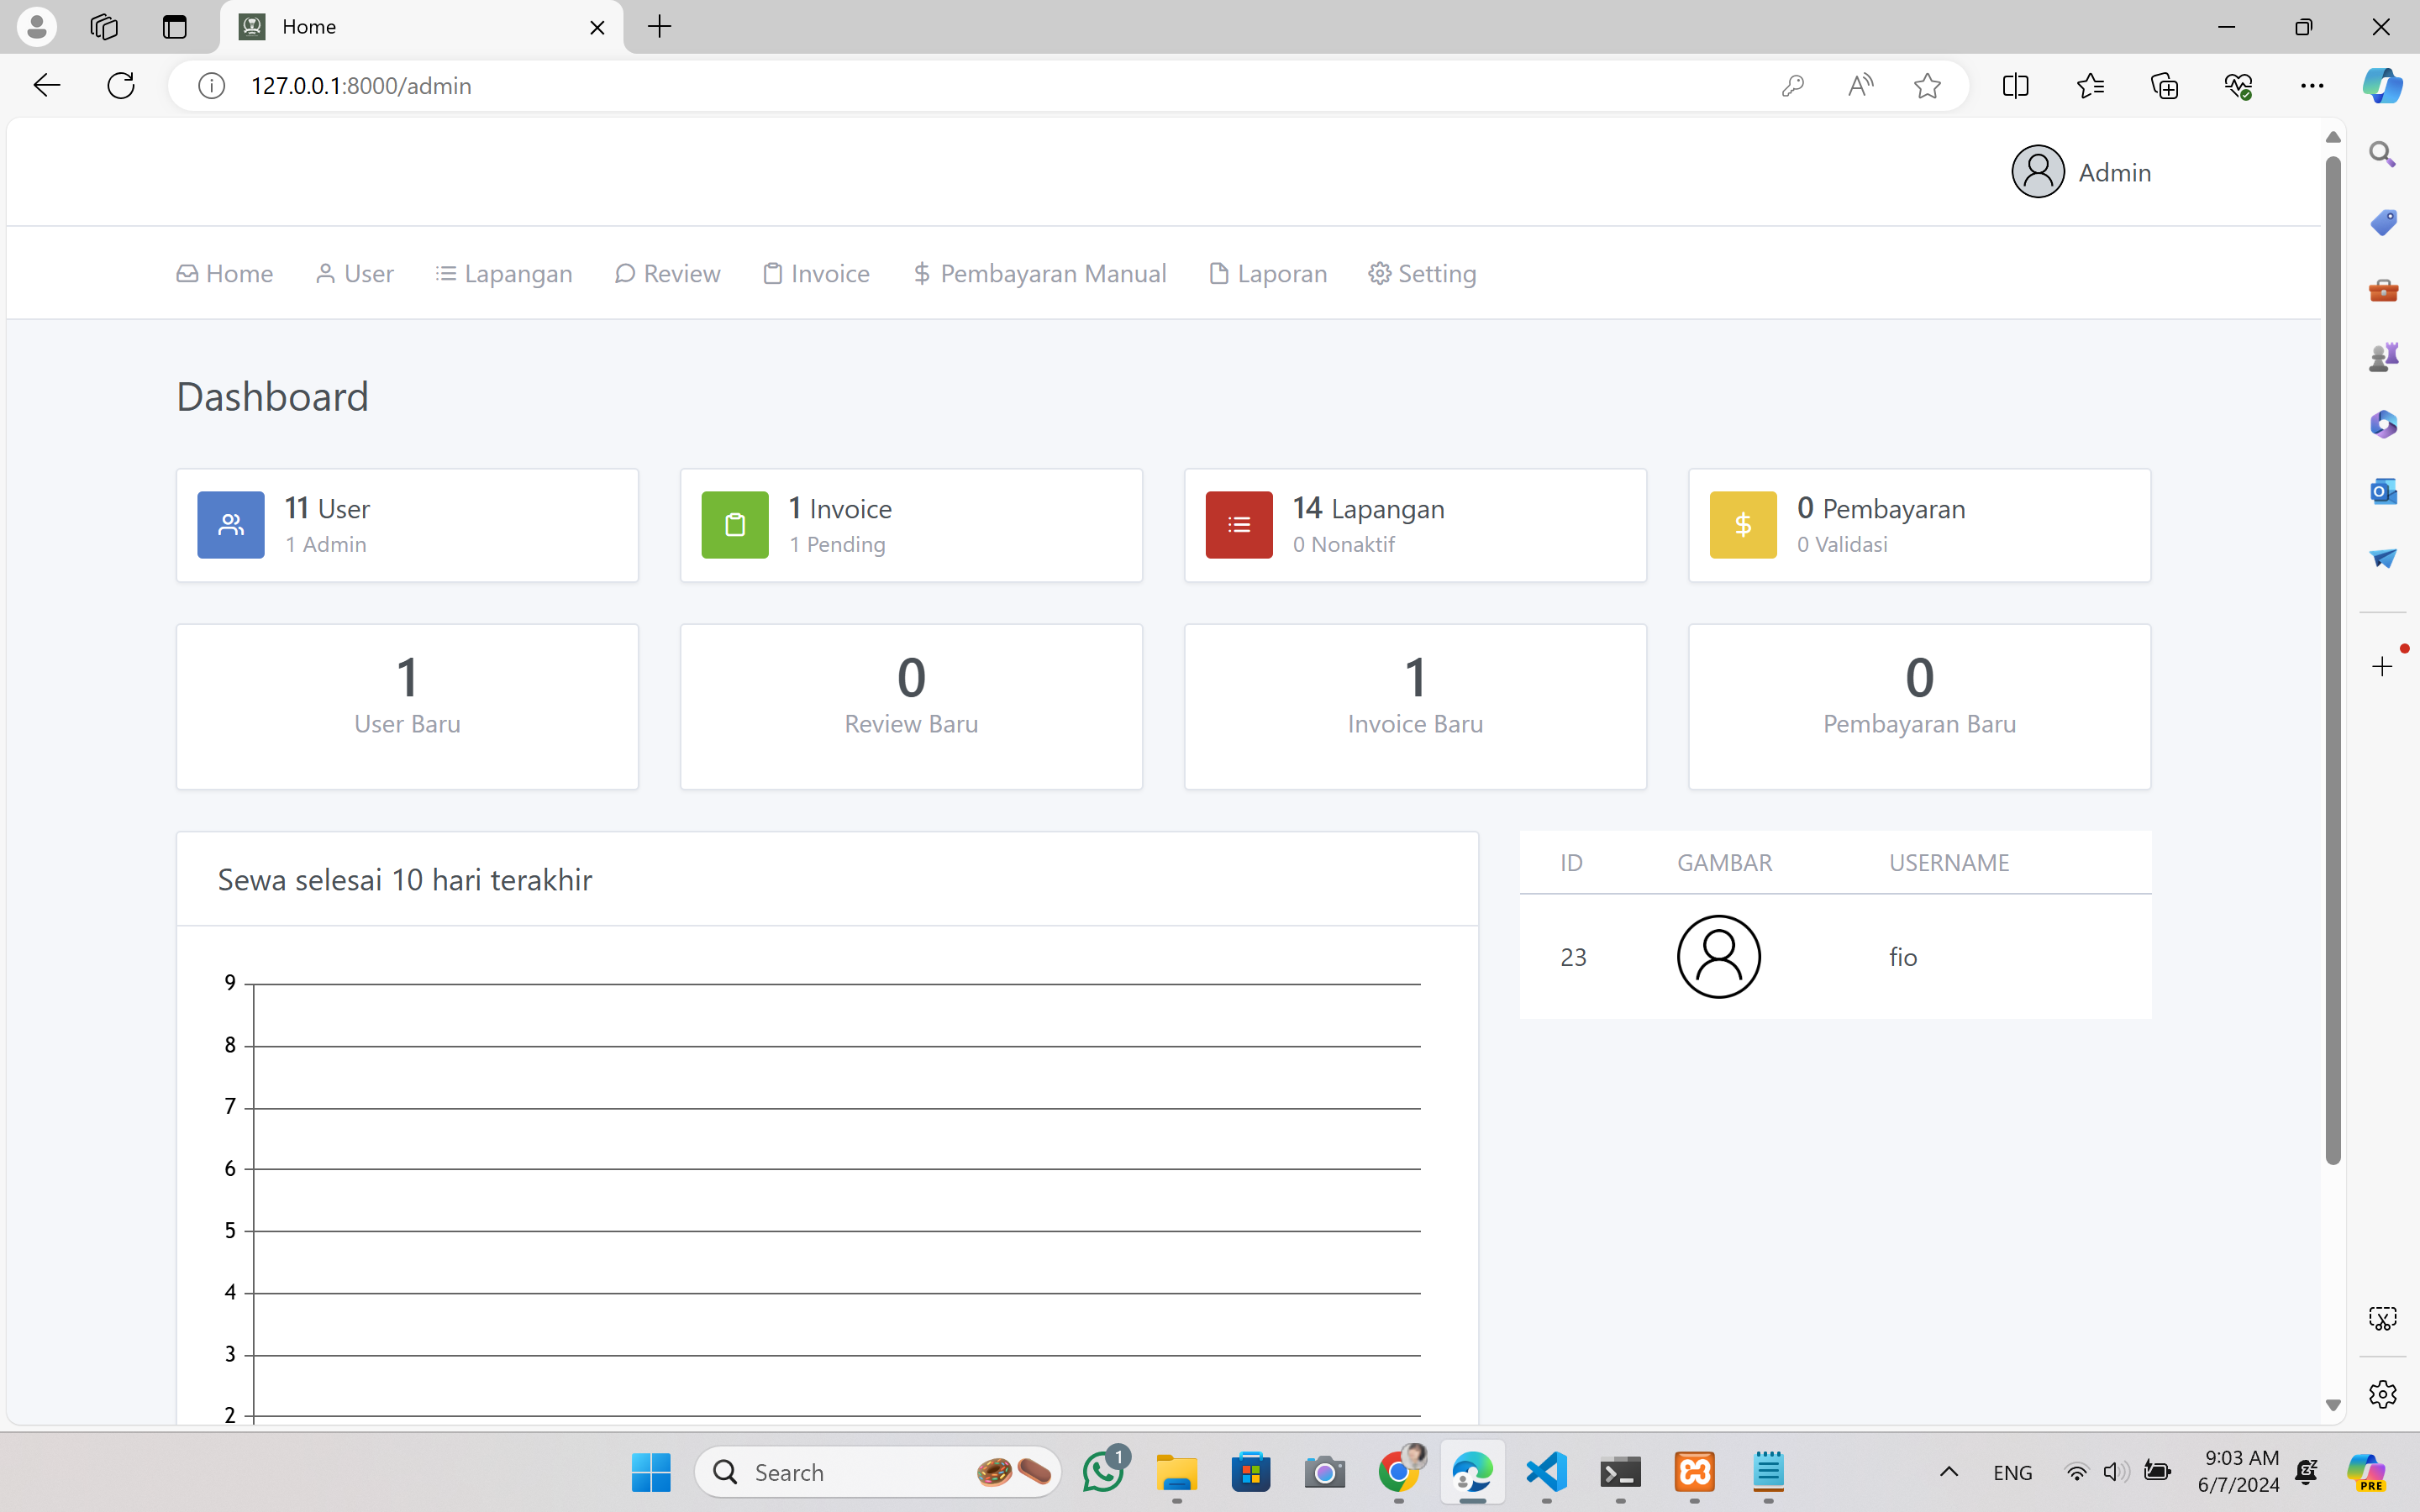 Home
127.0.0.1:8000/admin
Admin
Home User Lapangan Review Invoice Pembayaran Manual Laporan Setting
Dashboard
11 User
1 Admin
1 Invoice
1 Pending
14 Lapangan
0 Nonaktif
0 Pembayaran
0 Validasi
1
User Baru
0
Review Baru
1
Invoice Baru
0
Pembayaran Baru
Sewa selesai 10 hari terakhir
9
8
7
6
5
4
3
2
ID GAMBAR USERNAME
23 fio
Search
1
ENG
9:03 AM
6/7/2024
PRE